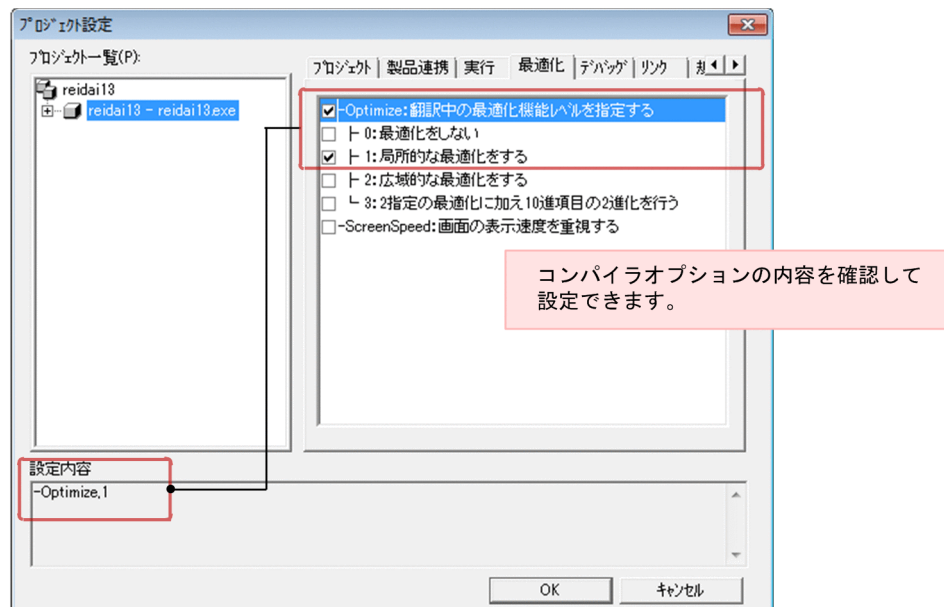 プロジェクト設定
プロジェクト一覧(P):
reidai13
reidai13 - reidai13.exe
プロジェクト 製品連携 実行 最適化 デバッグ リンク
-Optimize:翻訳中の最適化機能レベルを指定する
├ 0:最適化をしない
├ 1:局所的な最適化をする
├ 2:広域的な最適化をする
└ 3:2指定の最適化に加え10進項目の2進化を行う
-ScreenSpeed:画面の表示速度を重視する
コンパイラオプションの内容を確認して
設定できます。
設定内容
-Optimize,1
OK キャンセル